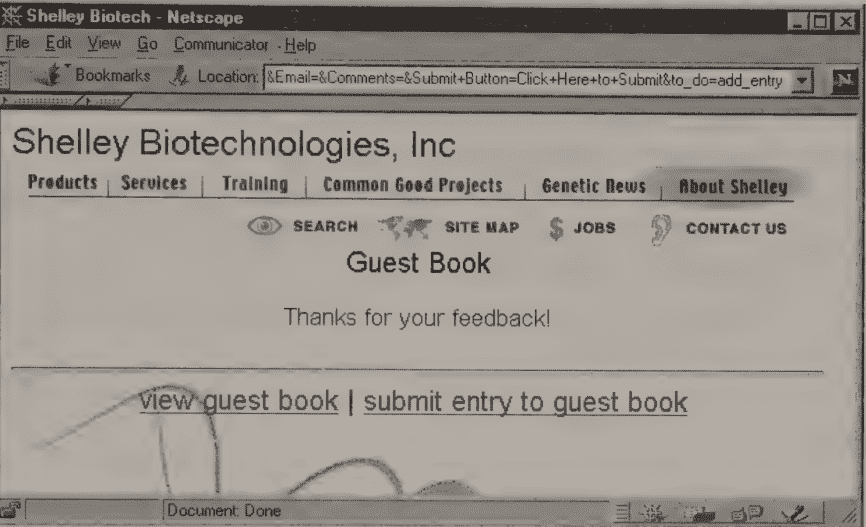 Shelley Biotech - Netscape
File Edit View Go Communicator Help
Bookmarks Location: &Email=&Comments=&Submit+Button=Click+Here+to+Submit&to_do=add_entry N
Shelley Biotechnologies, Inc
Products | Services | Training | Common Good Projects | Genetic News | About Shelley
SEARCH SITE MAP $ JOBS CONTACT US
Guest Book
Thanks for your feedback!
view guest book | submit entry to guest book
Document: Done